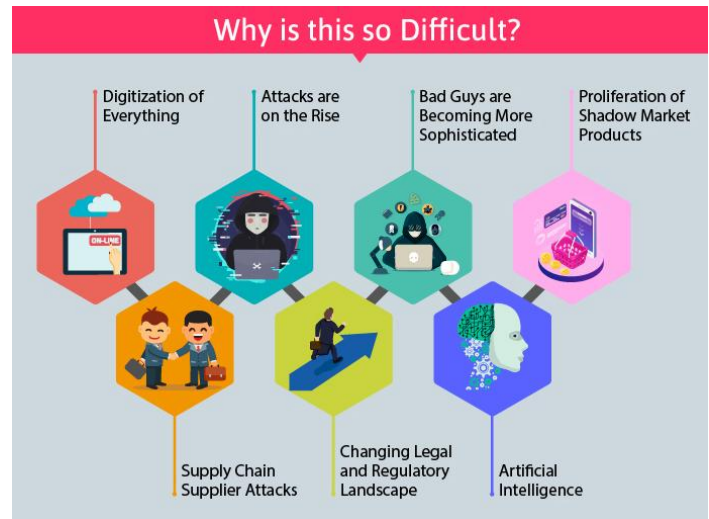 Why is this so Difficult?
Digitization of
Everything
Attacks are
on the Rise
Bad Guys are
Becoming More
Sophisticated
Proliferation of
Shadow Market
Products
ON-LINE
Supply Chain
Supplier Attacks
Changing Legal
and Regulatory
Landscape
Artificial
Intelligence